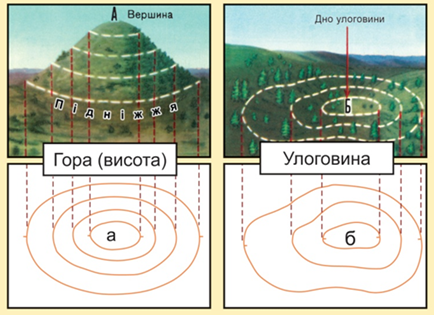 А Вершина
Підніжжя
Гора (висота)
а
Дно улоговини
Б
Улоговина
б